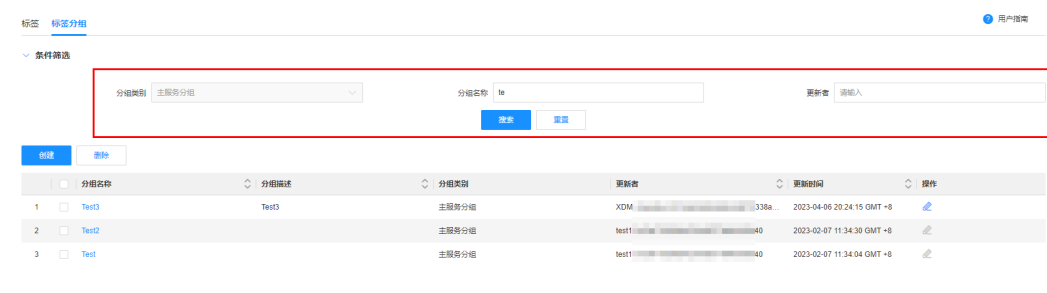 标签 标签分组 用户指南
条件筛选
分组类别 主服务分组 分组名称 te 更新者 请输入
搜索 重置
创建 删除
分组名称 分组描述 分组类别 更新者 更新时间 操作
1 Test3 Test3 主服务分组 XDM 338a... 2023-04-06 20:24:15 GMT +8
2 Test2 主服务分组 test1 40 2023-02-07 11:34:30 GMT +8
3 Test 主服务分组 test1 40 2023-02-07 11:34:04 GMT +8